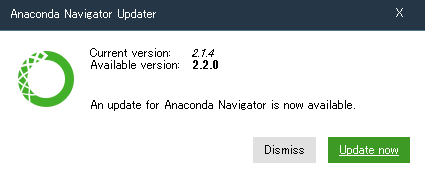 Anaconda Navigator Updater X
Current version: 2.1.4
Available version: 2.2.0
An update for Anaconda Navigator is now available.
Dismiss Update now